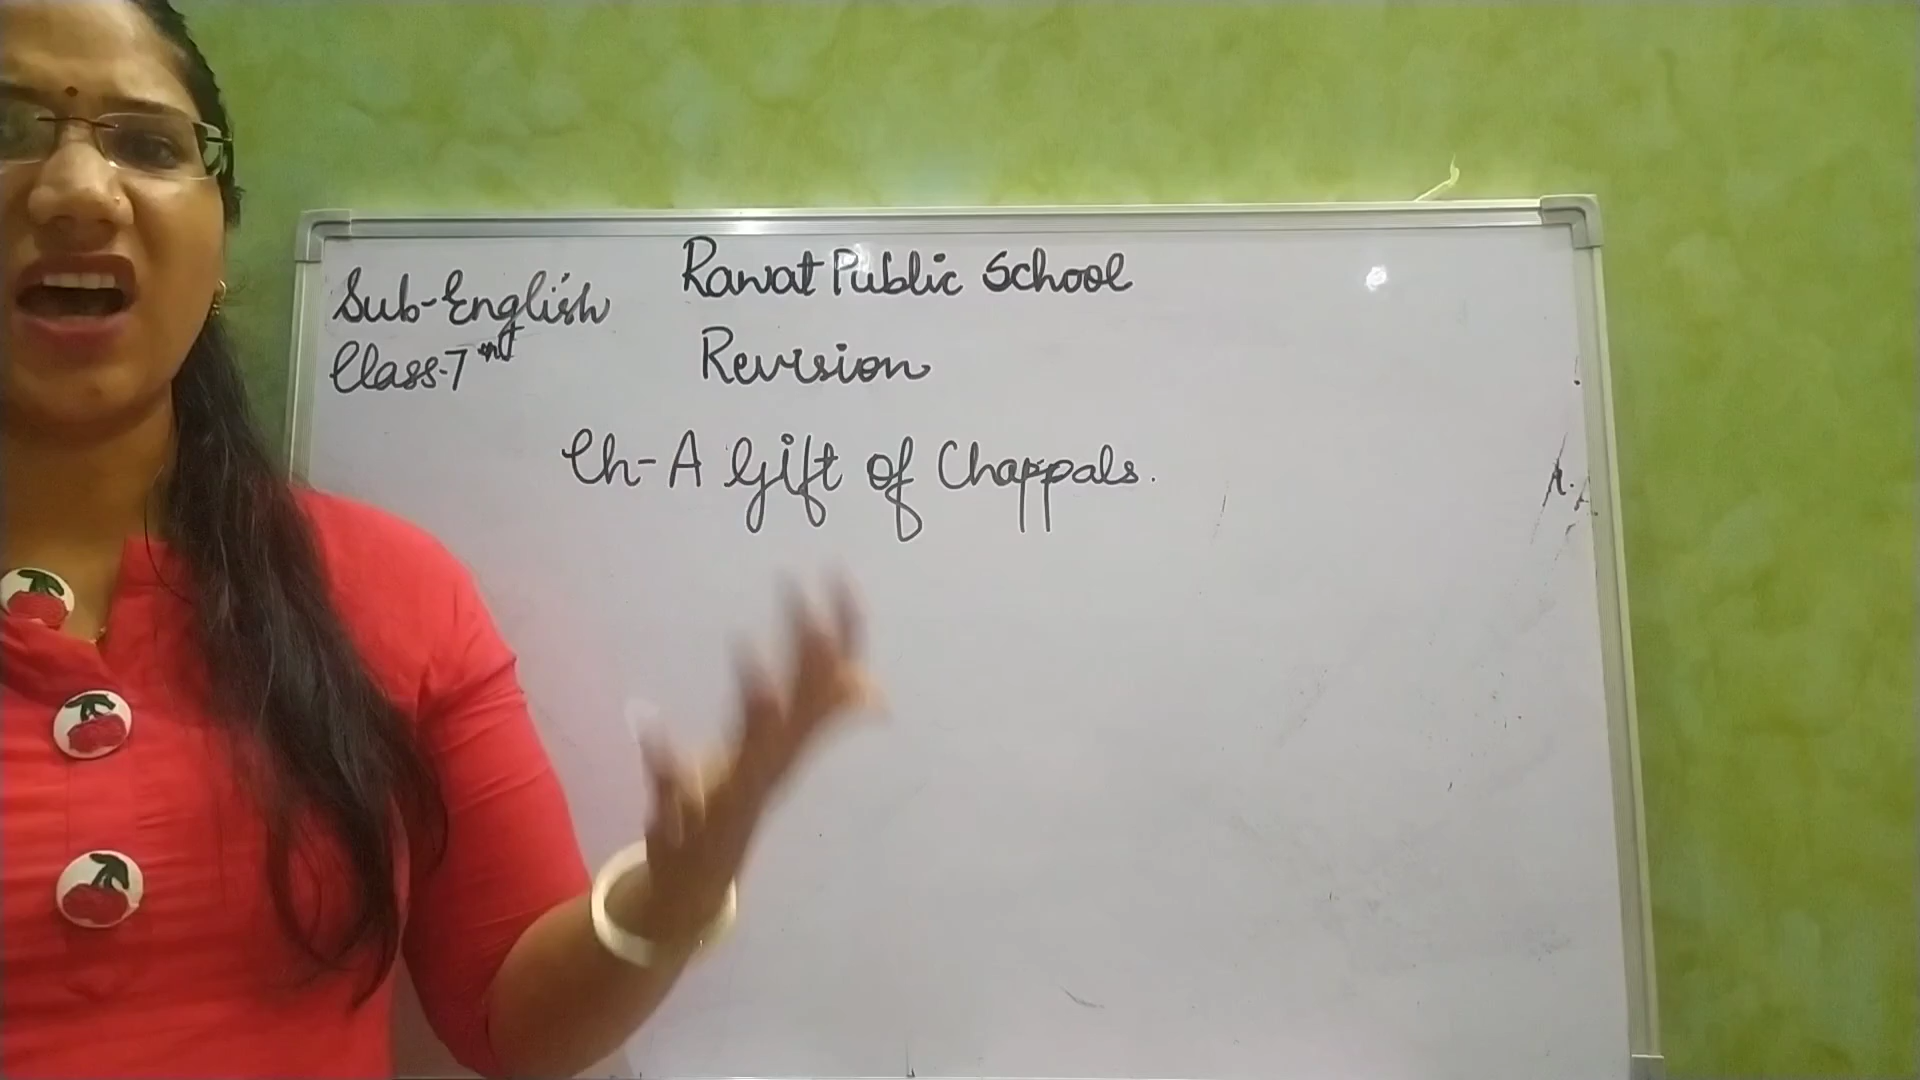 Rawat Public School
Sub-English
Class-7th
Revision
Ch-A Gift of Chappals.